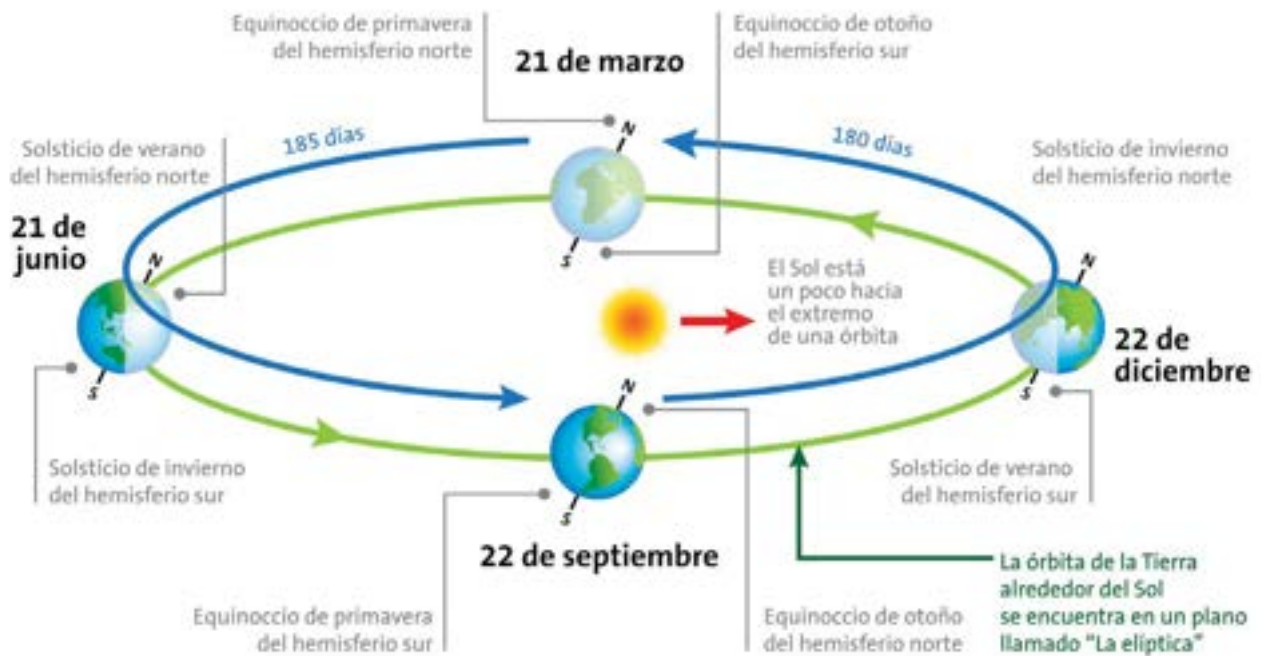 Equinoccio de primavera
del hemisferio norte
21 de marzo
Equinoccio de otoño
del hemisferio sur
N
S
185 días
180 días
Solsticio de verano
del hemisferio norte
21 de
junio
N
S
Solsticio de invierno
del hemisferio norte
El Sol está
un poco hacia
el extremo
de una órbita
N
S
22 de
diciembre
Solsticio de invierno
del hemisferio sur
N
S
22 de septiembre
Solsticio de verano
del hemisferio sur
Equinoccio de primavera
del hemisferio sur
Equinoccio de otoño
del hemisferio norte
La órbita de la Tierra
alrededor del Sol
se encuentra en un plano
llamado "La elíptica"